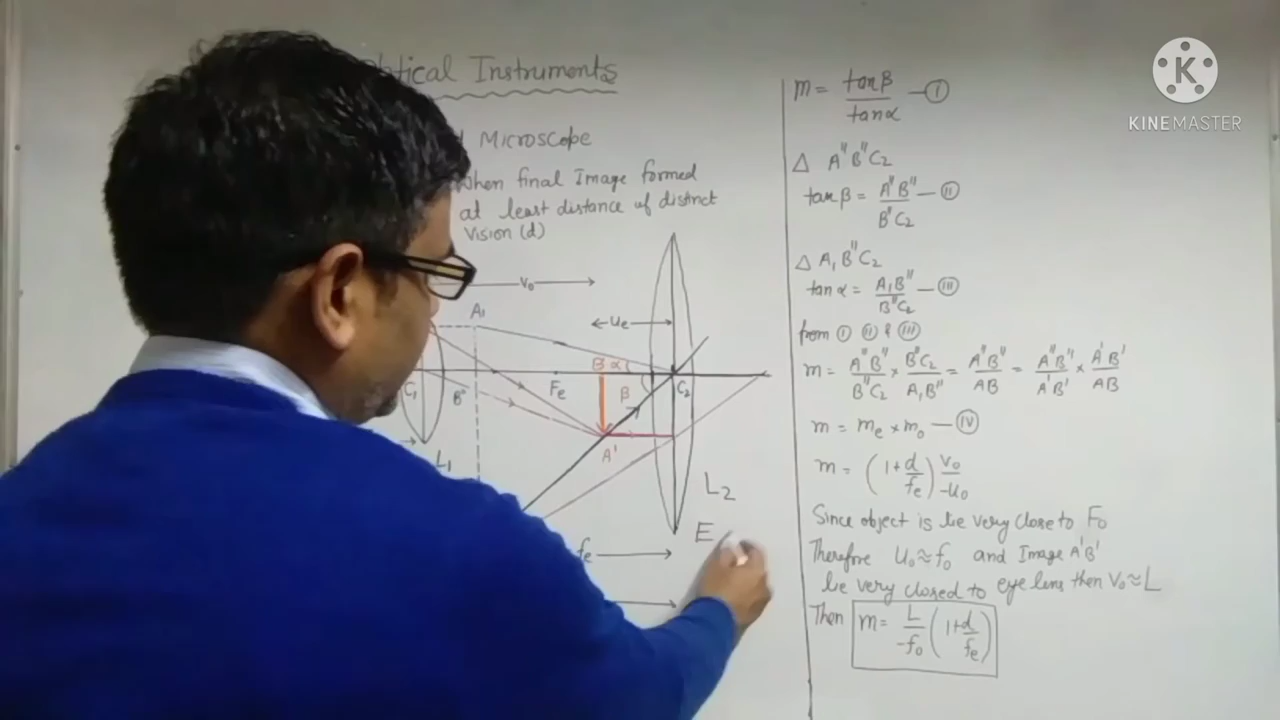 Optical Instruments
Microscope
When final Image formed
at least distance of distinct
Vision (d)
V₀
A₁
uₑ
B' α
C₁
B''
Fₑ
β
C₂
A'
L₁
L₂
E
fₑ
m = tanβ / tanα —Ⓘ
△ A''B''C₂
tanβ = A''B'' / B''C₂ —Ⓘⓘ
△ A₁B''C₂
tanα = A₁B'' / B''C₂ —(III)
from (I) (II) & (III)
m = A''B'' / B''C₂ × B''C₂ / A₁B'' = A''B'' / AB = A''B'' / A'B' × A'B' / AB
m = mₑ × m₀ —(IV)
m = (1+d/fₑ) V₀/-u₀
Since object is lie very close to F₀
Therefore u₀≈f₀ and Image A'B'
lie very closed to eye lens then V₀≈L
Then m = L/-f₀ (1+d/fₑ)
KINEMASTER